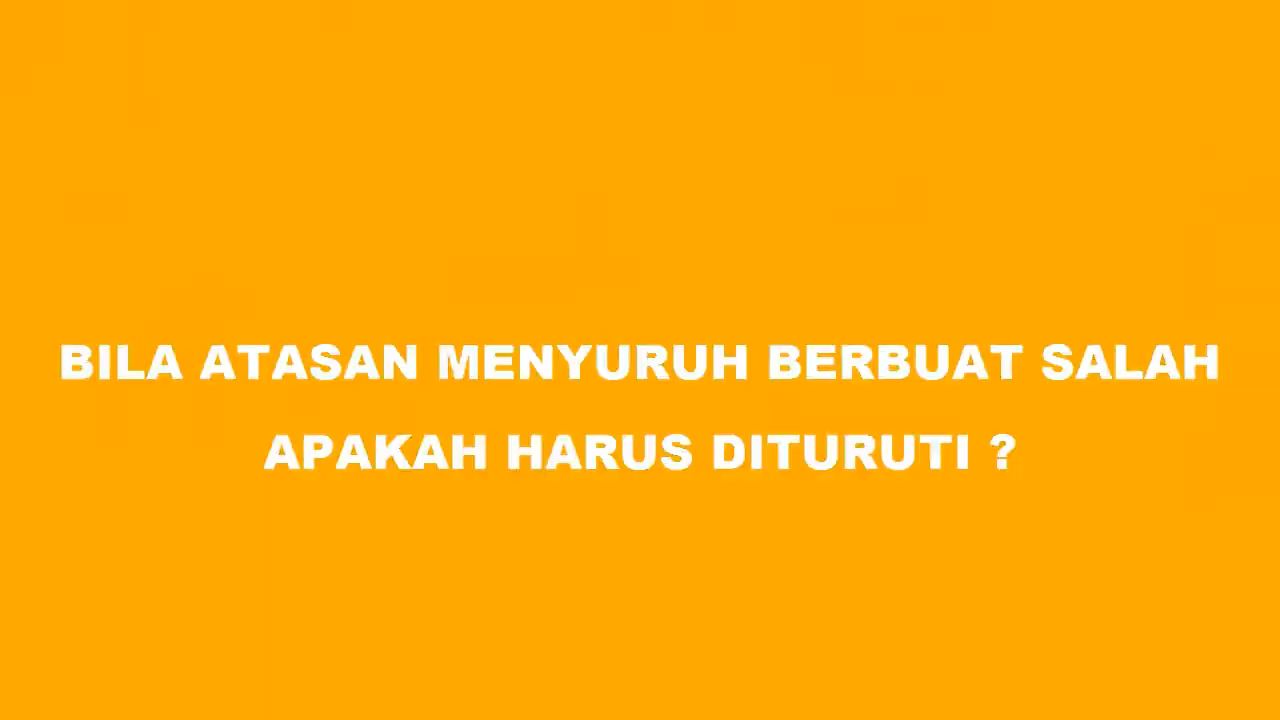 BILA ATASAN MENYURUH BERBUAT SALAH
APAKAH HARUS DITURUTI ?